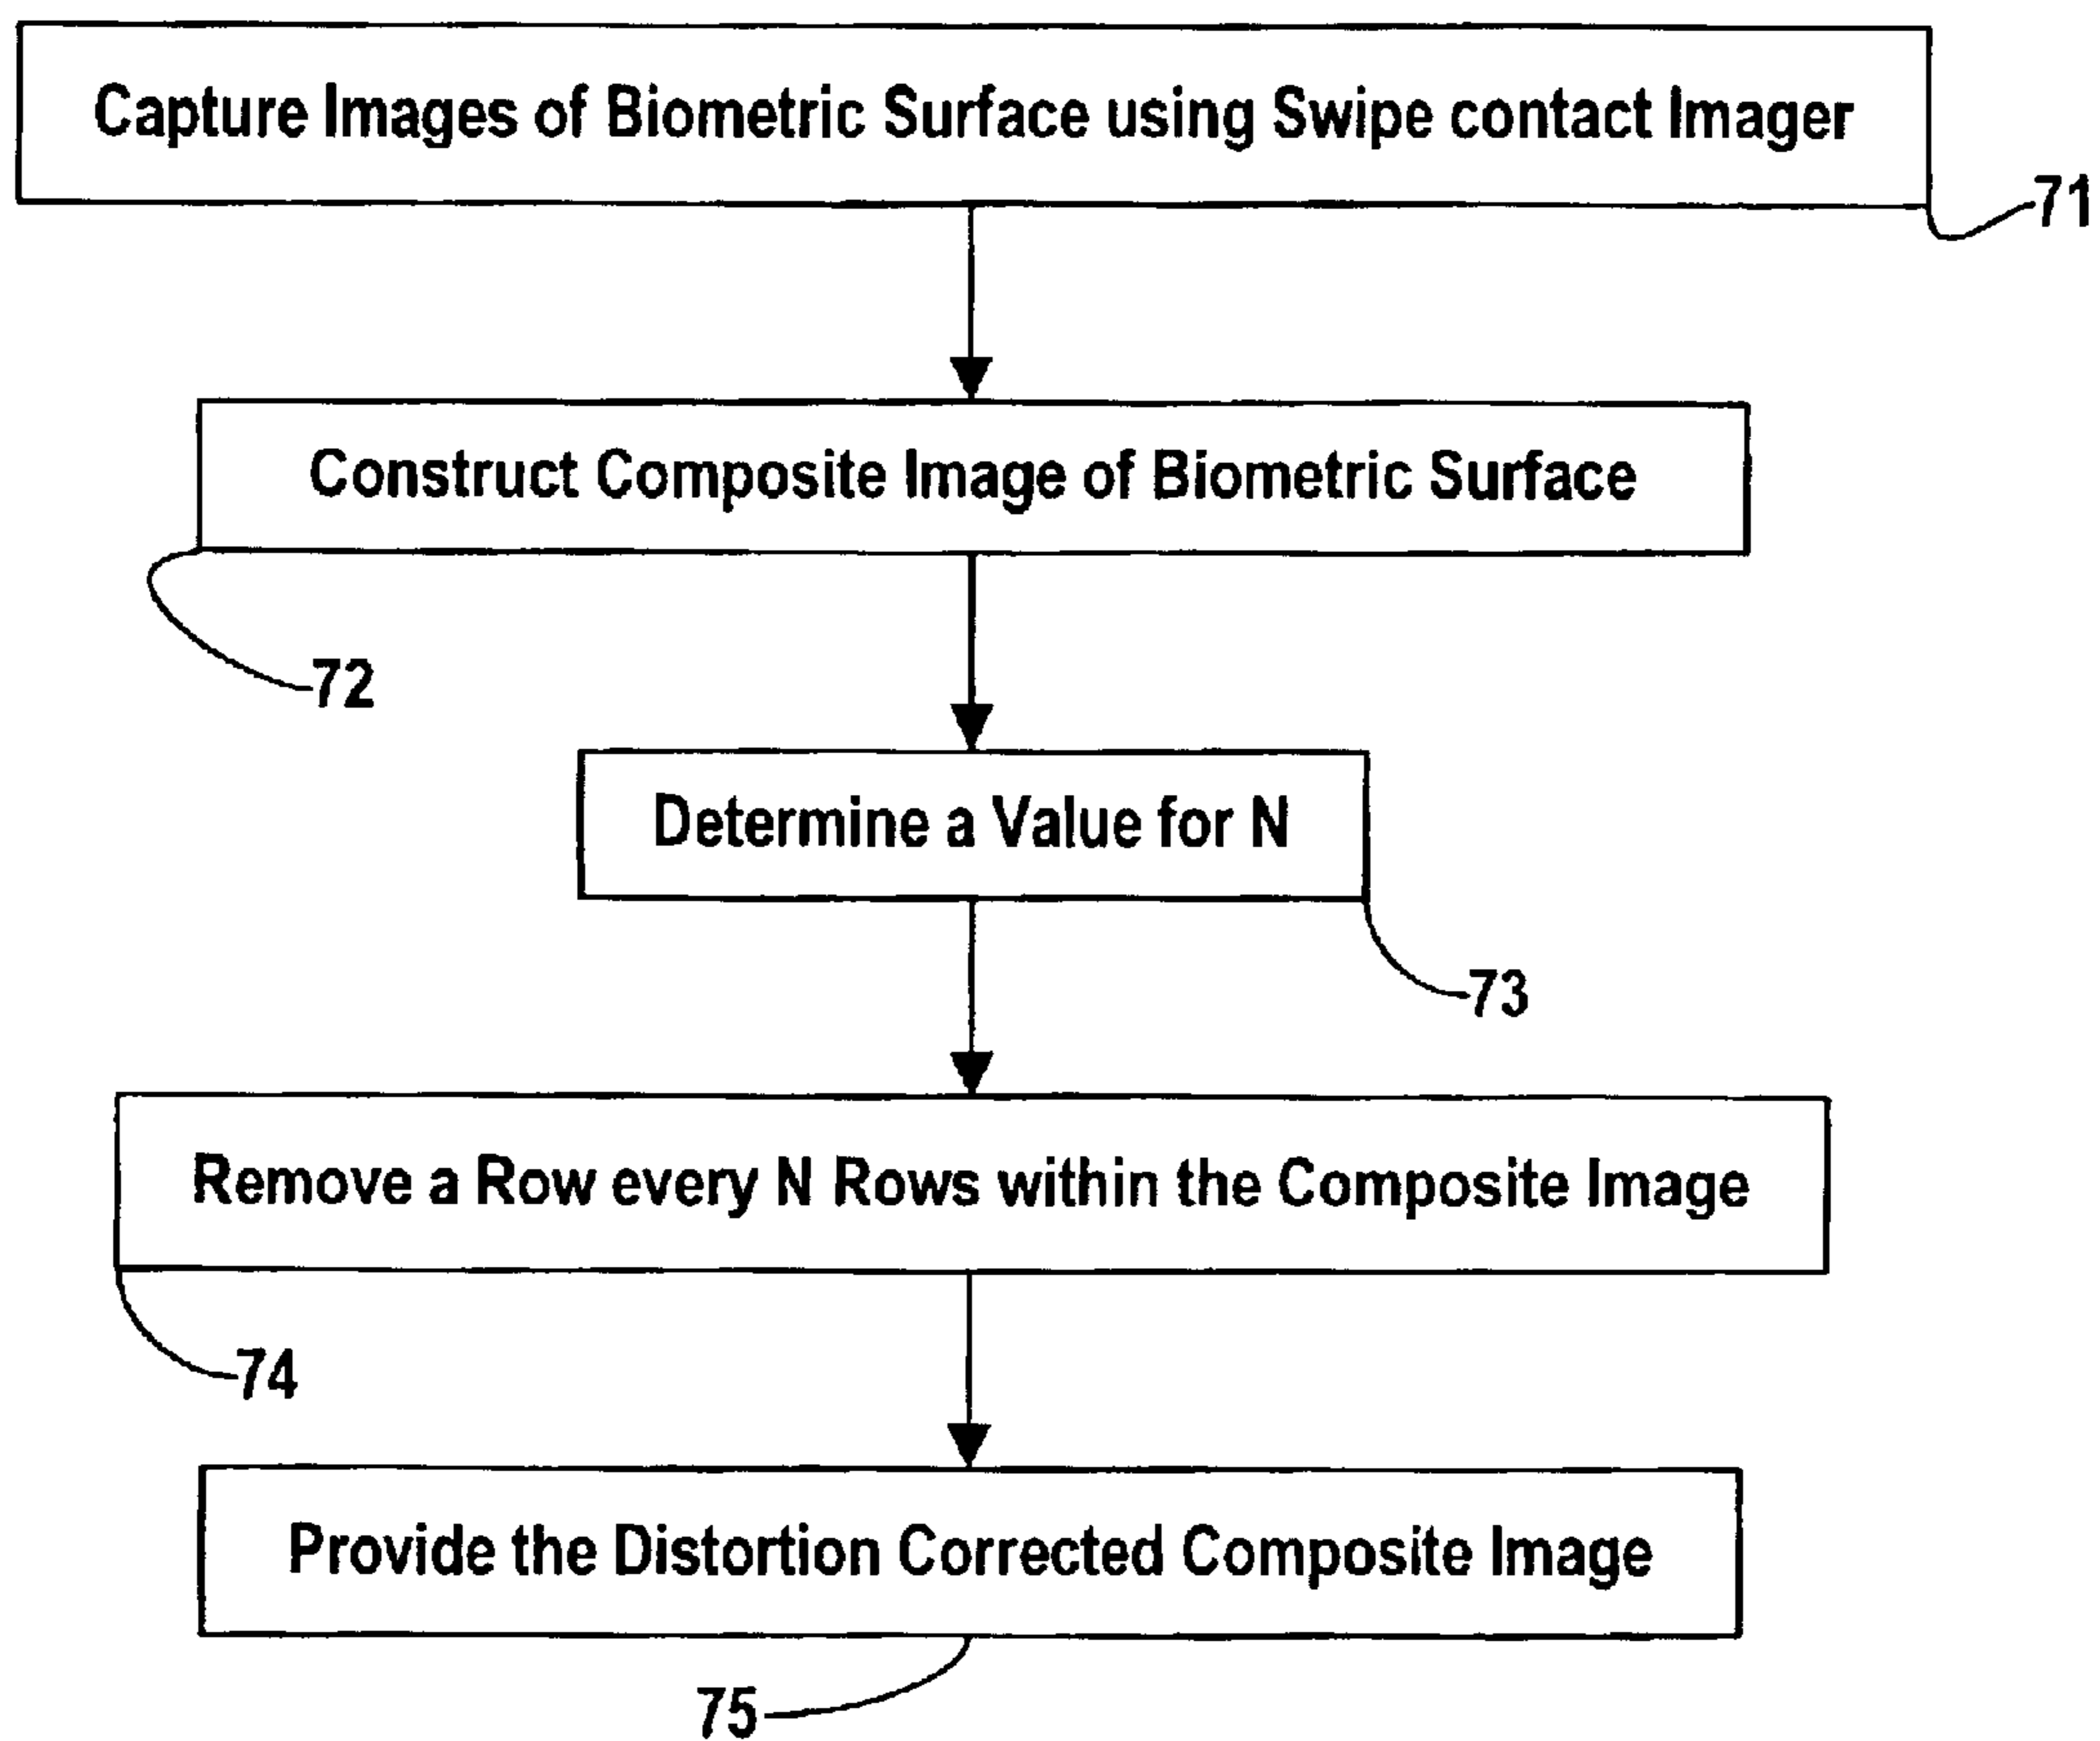 Capture Images of Biometric Surface using Swipe contact Imager
71
Construct Composite Image of Biometric Surface
72
Determine a Value for N
73
Remove a Row every N Rows within the Composite Image
74
Provide the Distortion Corrected Composite Image
75